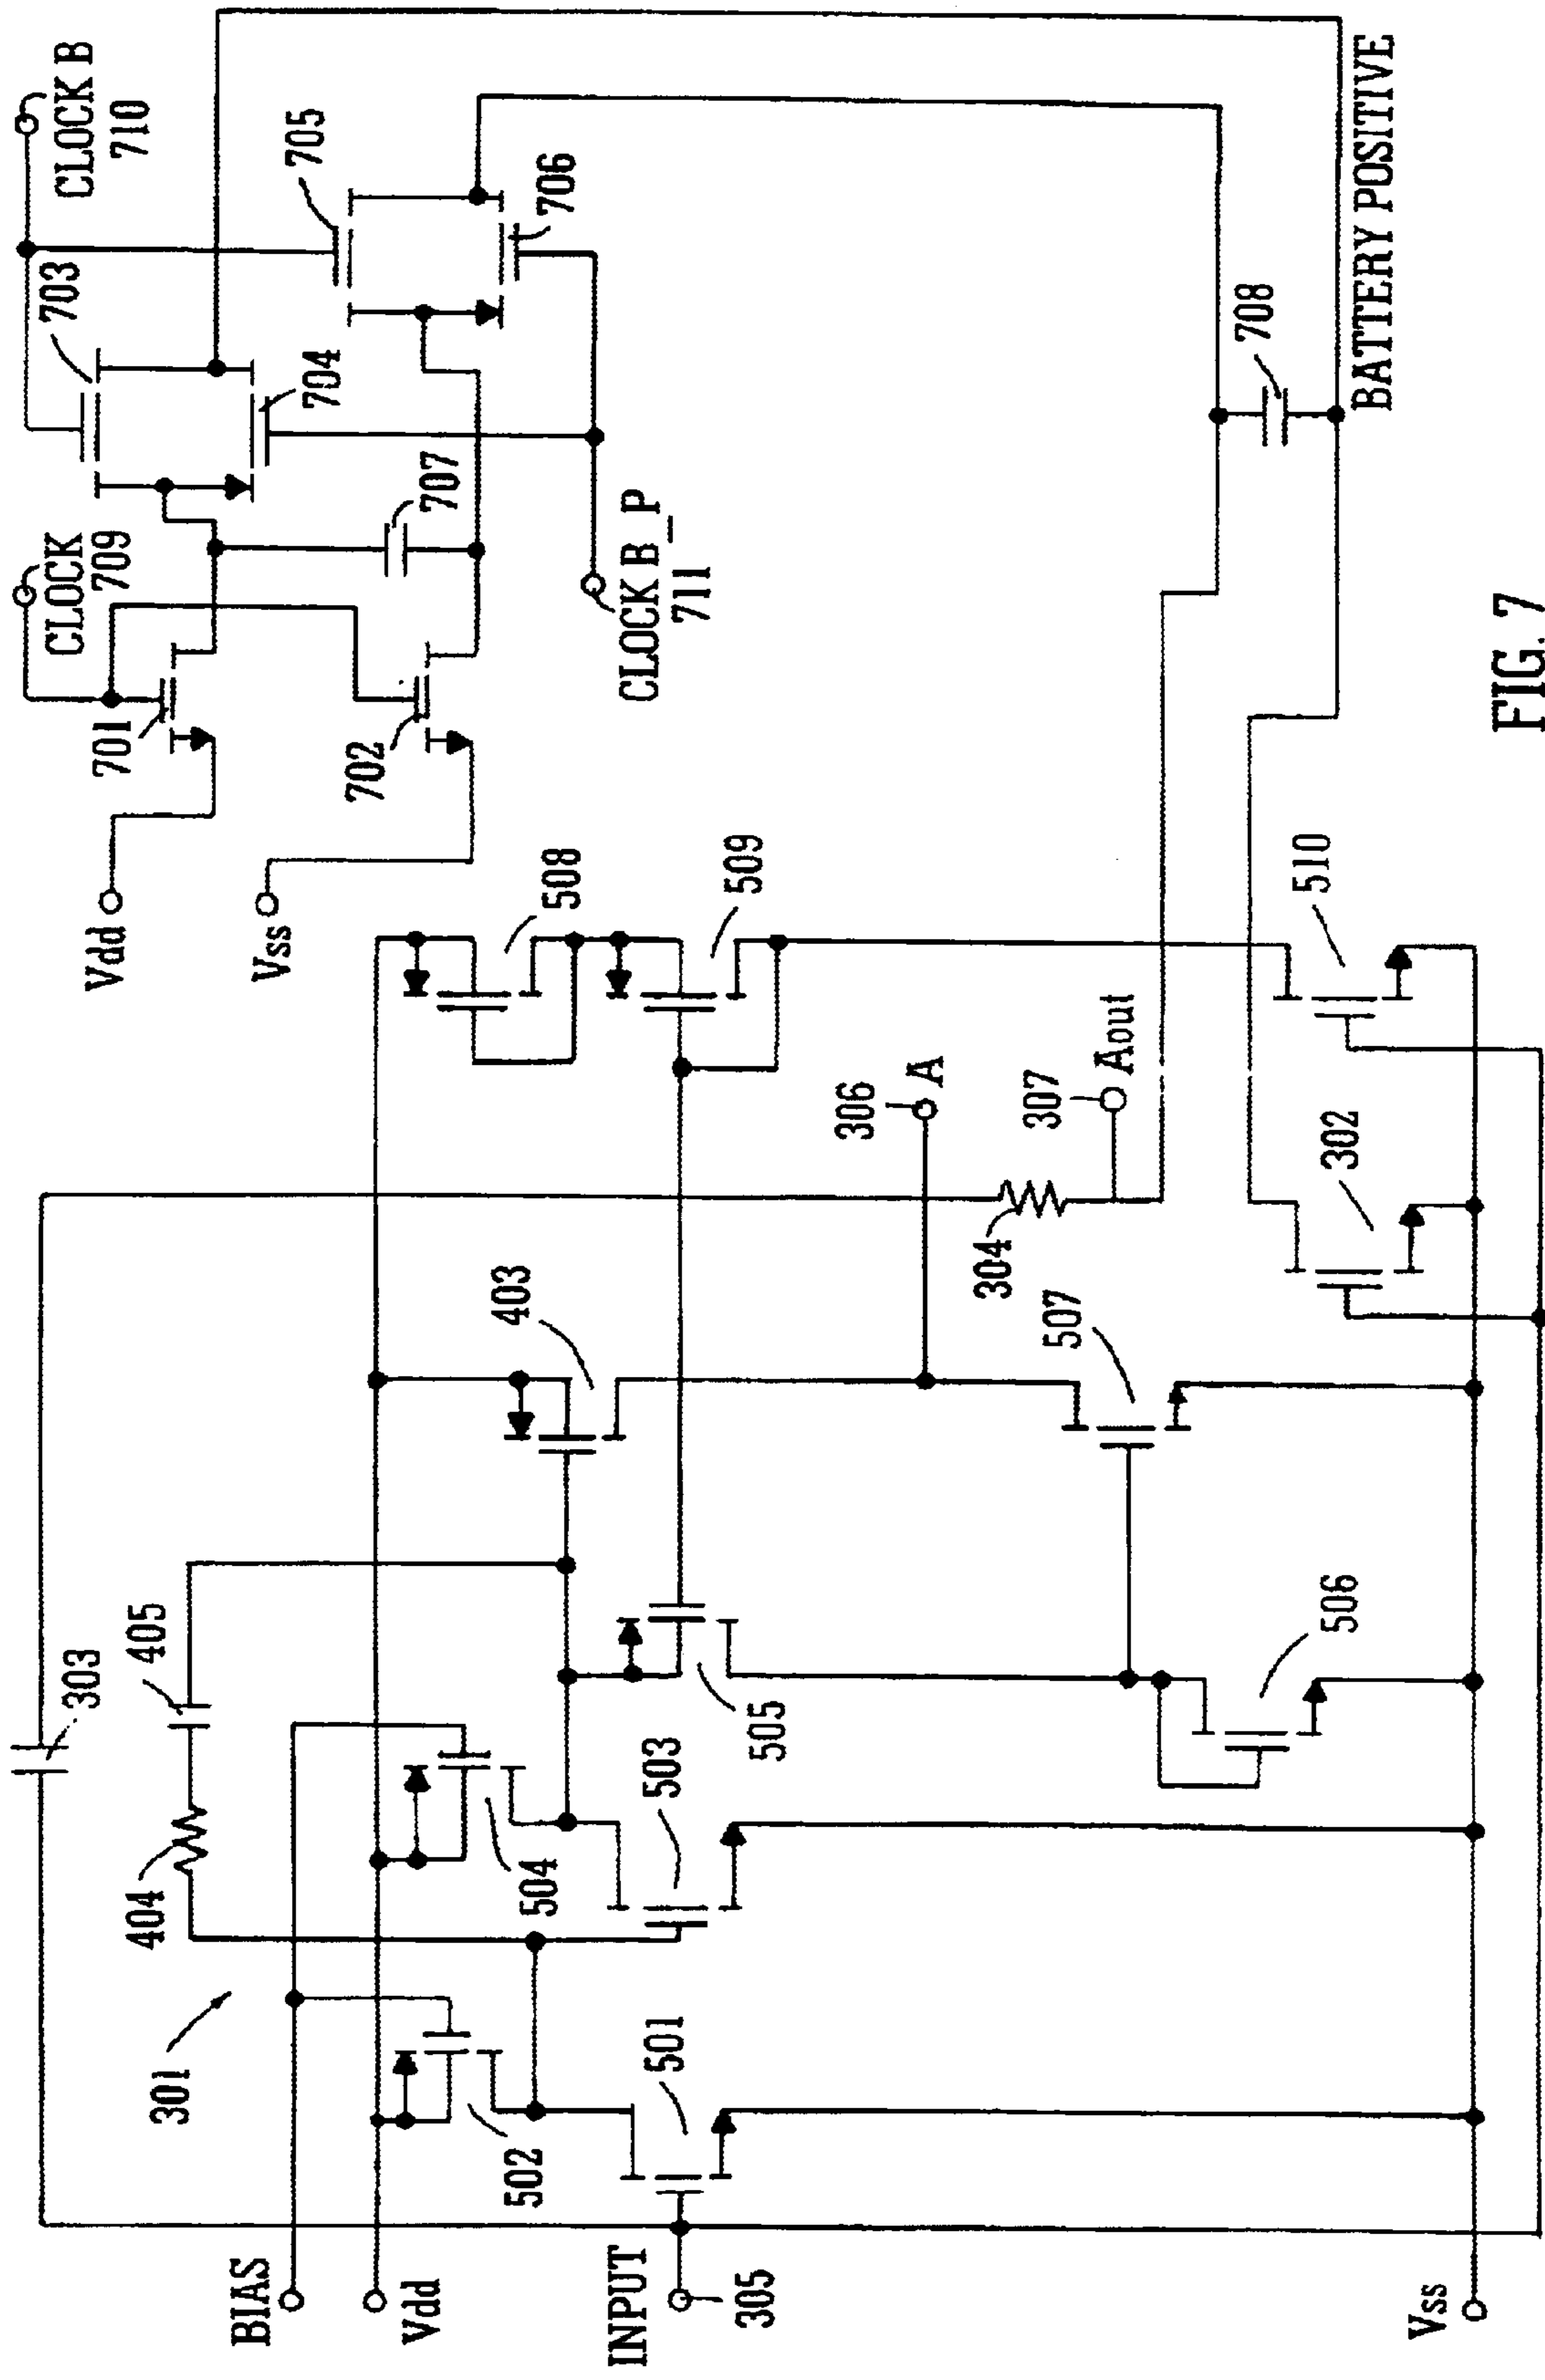 BIAS
Vdd
INPUT
305
Vss
301
502
501
404
405
303
504
503
505
506
403
507
306
A
304
307
Aout
302
510
508
509
Vdd
Vss
701
702
CLOCK
709
703
704
707
CLOCK B_P
711
CLOCK B
710
705
706
708
BATTERY POSITIVE
FIG. 7